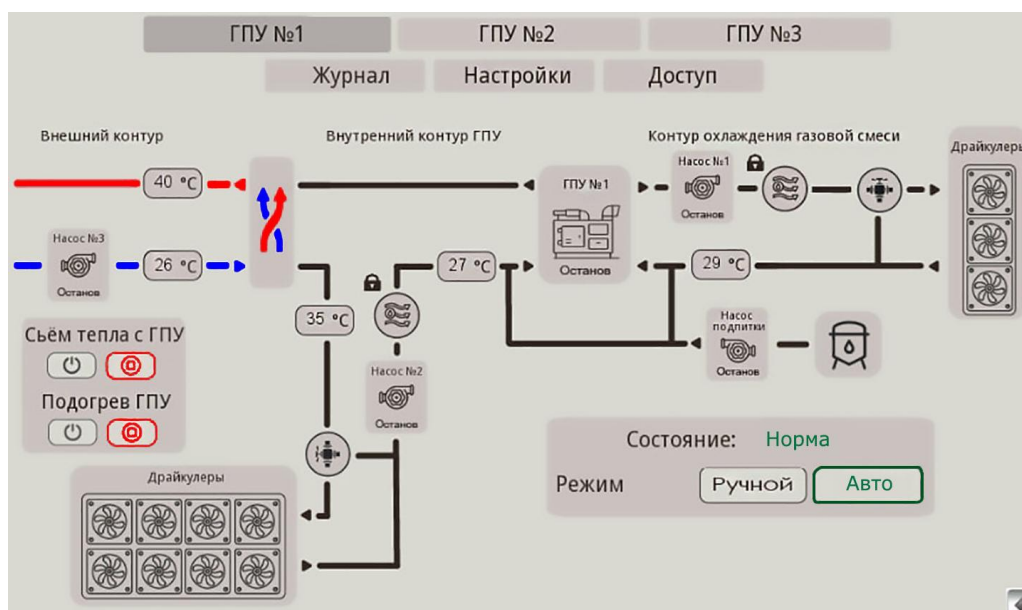 ГПУ №1
ГПУ №2
ГПУ №3
Журнал
Настройки
Доступ
Внешний контур
Внутренний контур ГПУ
Контур охлаждения газовой смеси
Драйкулеры
40 °C
ГПУ №1
Насос №1
Останов
Насос №3
26 °C
Останов
27 °C
Останов
29 °C
35 °C
Насос
подпитки
Останов
Сьём тепла с ГПУ
Подогрев ГПУ
Насос №2
Останов
Драйкулеры
Состояние: Норма
Режим Ручной Авто